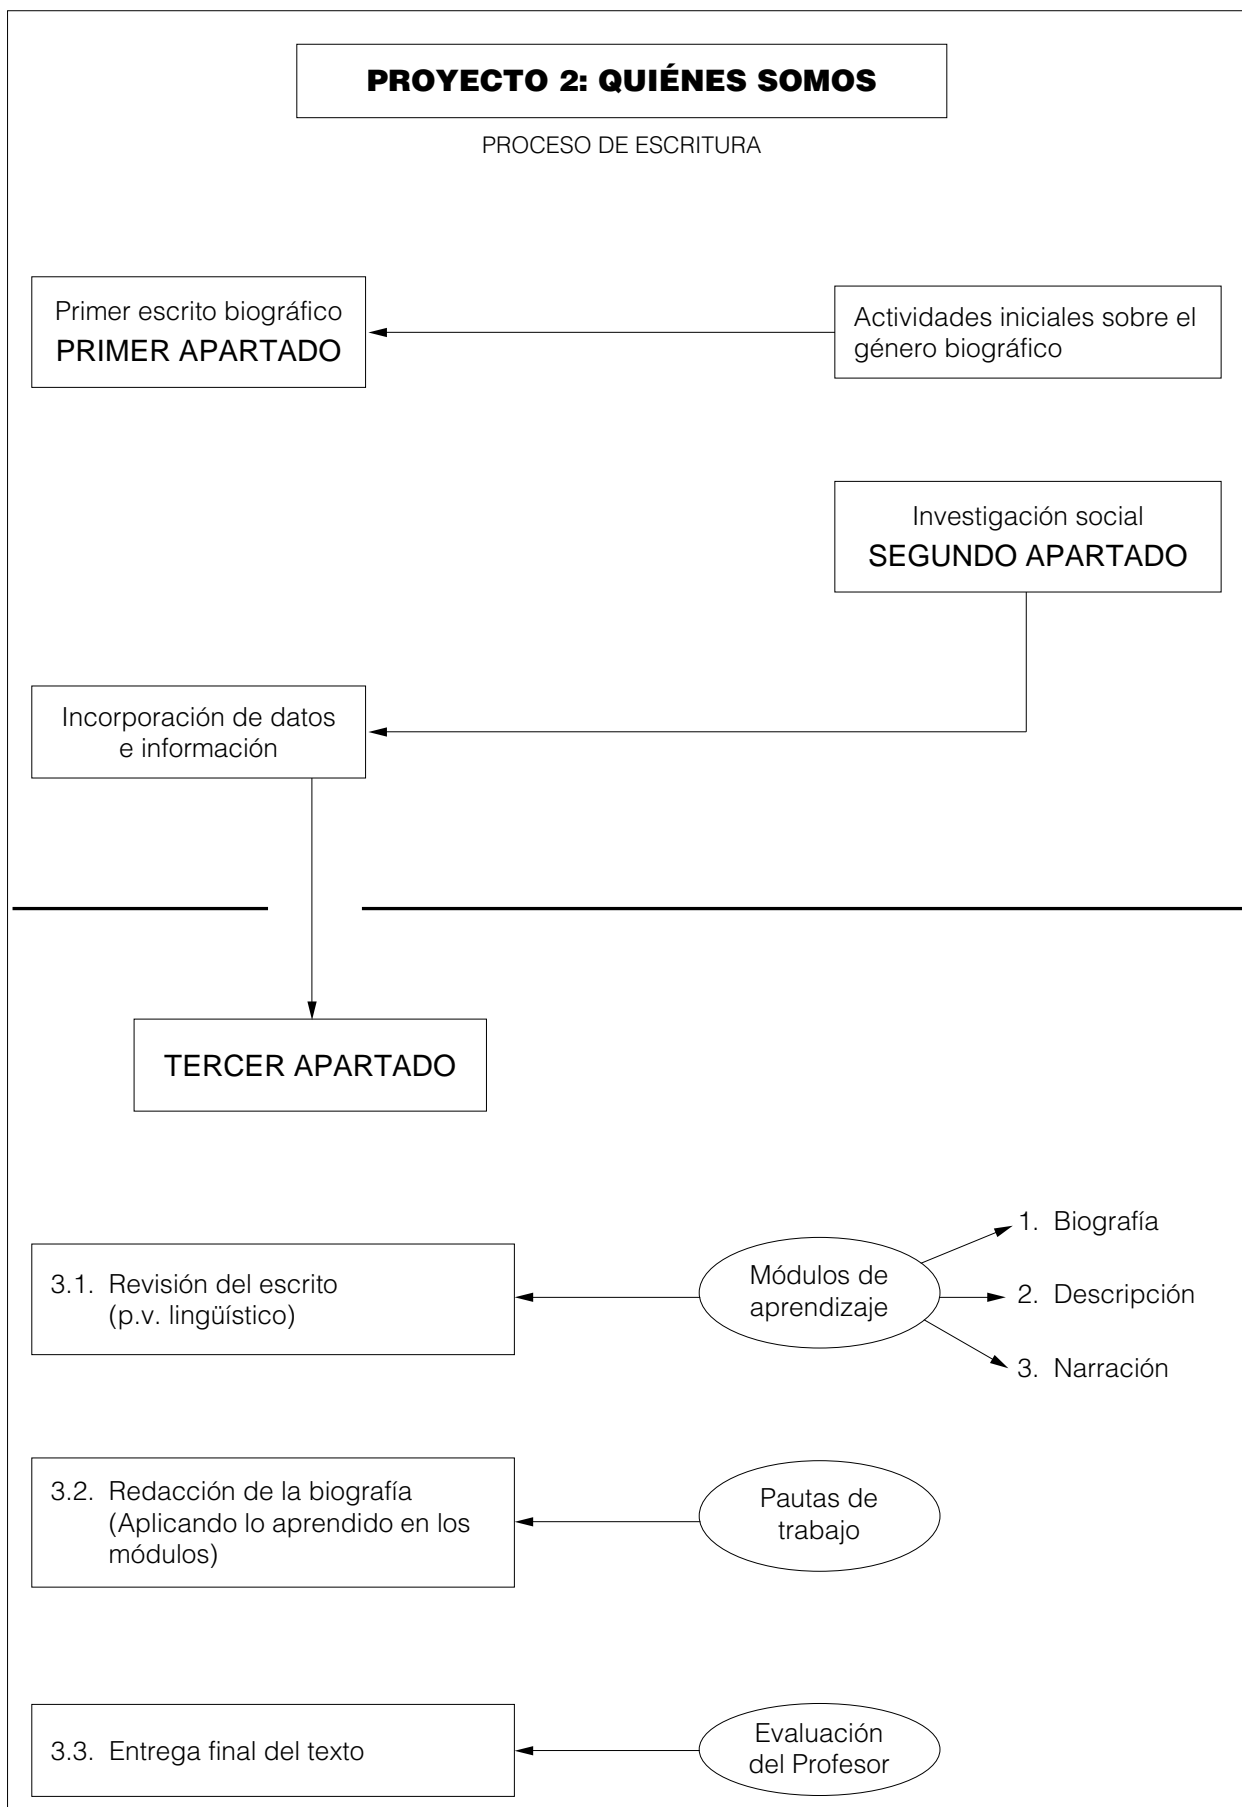 PROYECTO 2: QUIÉNES SOMOS
PROCESO DE ESCRITURA
Primer escrito biográfico
PRIMER APARTADO
Actividades iniciales sobre el
género biográfico
Investigación social
SEGUNDO APARTADO
Incorporación de datos
e información
TERCER APARTADO
3.1. Revisión del escrito
(p.v. lingüístico)
Módulos de
aprendizaje
1. Biografía
2. Descripción
3. Narración
3.2. Redacción de la biografía
(Aplicando lo aprendido en los
módulos)
Pautas de
trabajo
3.3. Entrega final del texto
Evaluación
del Profesor